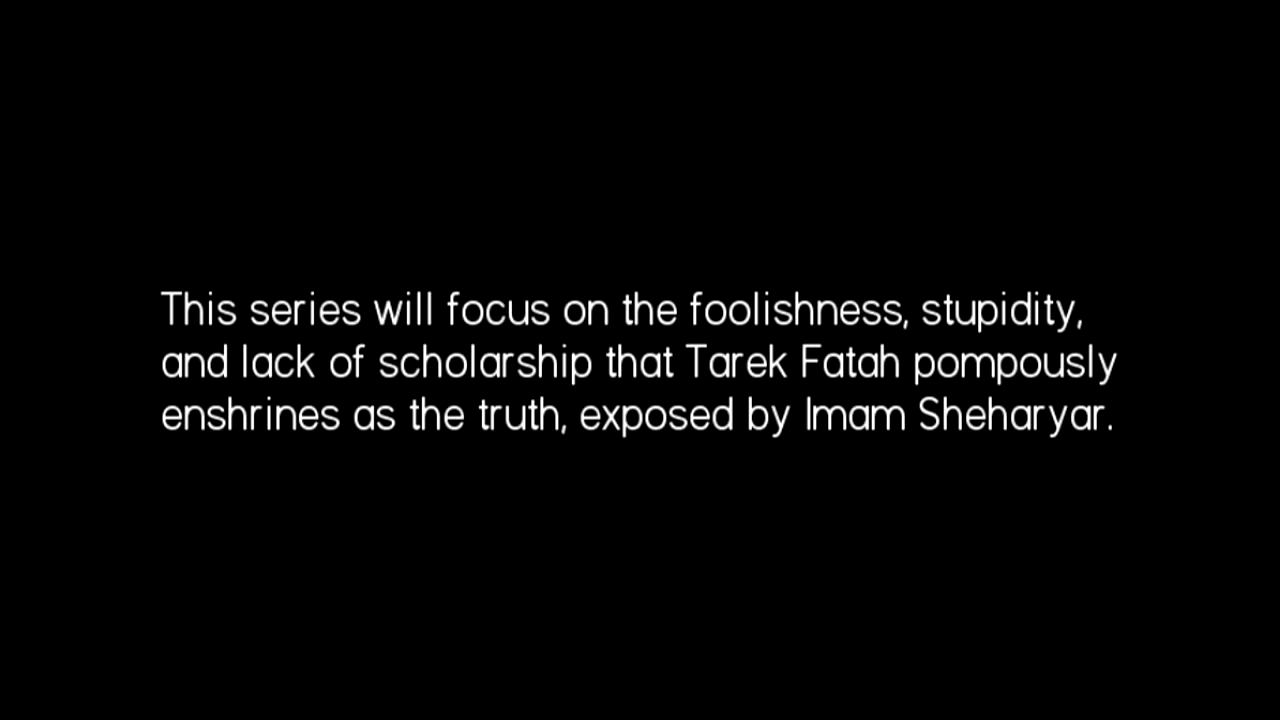 This series will focus on the foolishness, stupidity,
and lack of scholarship that Tarek Fatah pompously
enshrines as the truth, exposed by Imam Sheharyar.